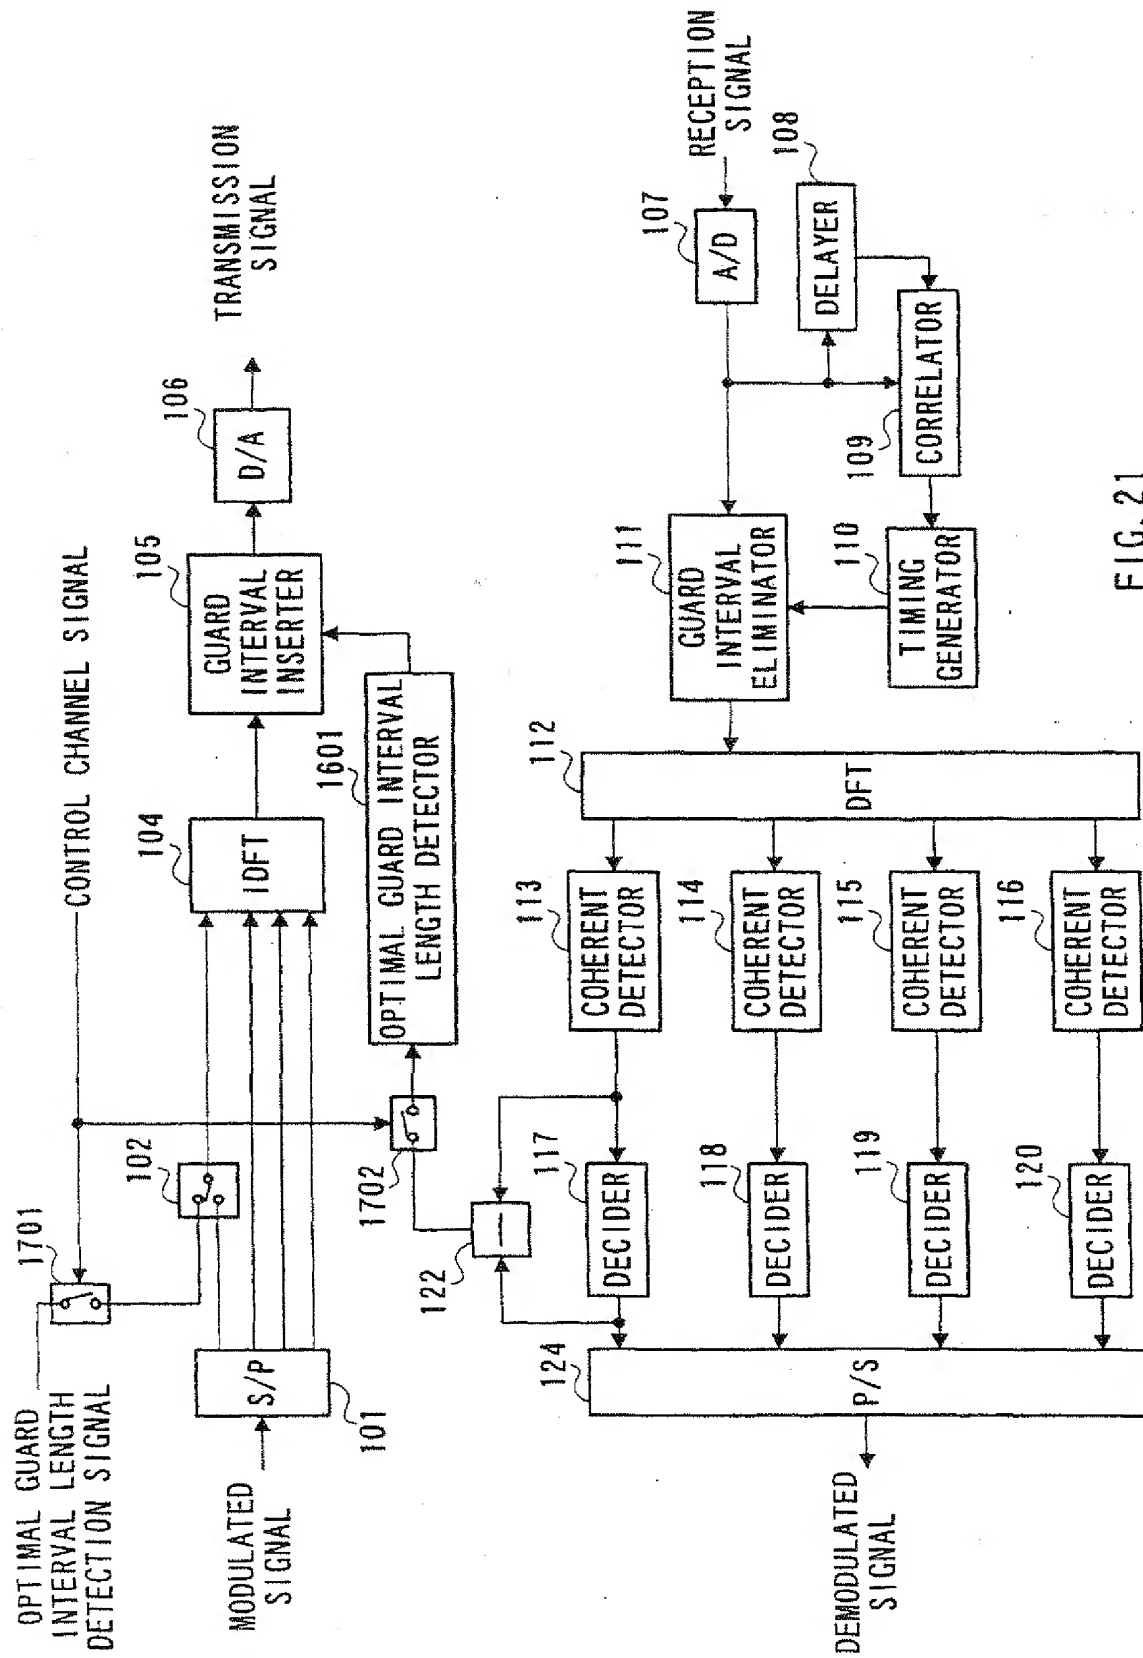 OPTIMAL GUARD
INTERVAL LENGTH
DETECTION SIGNAL
1701
CONTROL CHANNEL SIGNAL
102
MODULATED
SIGNAL
S/P
101
104
IDFT
105
GUARD
INTERVAL
INSERTER
106
D/A
TRANSMISSION
SIGNAL
1702
1601
OPTIMAL GUARD INTERVAL
LENGTH DETECTOR
122
DEMODULATED
SIGNAL
124
P/S
117
DECIDER
118
DECIDER
119
DECIDER
120
DECIDER
113
COHERENT
DETECTOR
114
COHERENT
DETECTOR
115
COHERENT
DETECTOR
116
COHERENT
DETECTOR
112
DFT
111
GUARD
INTERVAL
ELIMINATOR
110
TIMING
GENERATOR
107
A/D
RECEPTION
SIGNAL
108
DELAYER
109
CORRELATOR
FIG.21